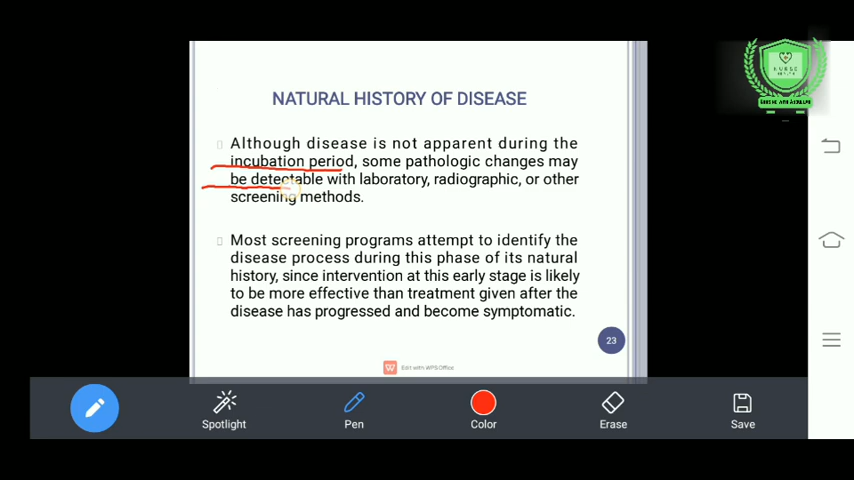 NATURAL HISTORY OF DISEASE
Although disease is not apparent during the
incubation period, some pathologic changes may
be detectable with laboratory, radiographic, or other
screening methods.
Most screening programs attempt to identify the
disease process during this phase of its natural
history, since intervention at this early stage is likely
to be more effective than treatment given after the
disease has progressed and become symptomatic.
23
Edit with WPS Office
Spotlight
Pen
Color
Erase
Save